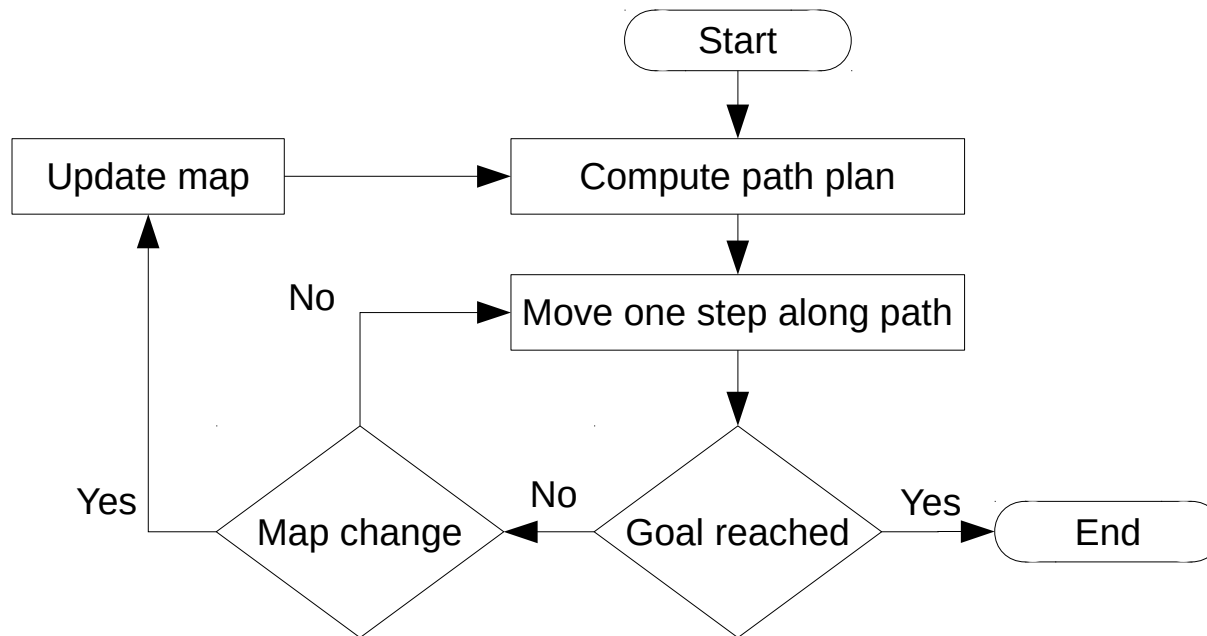 Start
Update map
Compute path plan
No
Move one step along path
Yes
Map change
No
Goal reached
Yes
End